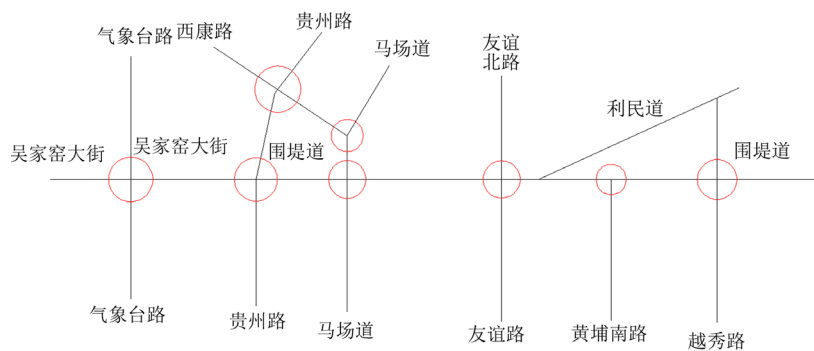 气象台路
西康路
贵州路
马场道
友谊
北路
利民道
吴家窑大街
吴家窑大街
围堤道
围堤道
气象台路
贵州路
马场道
友谊路
黄埔南路
越秀路